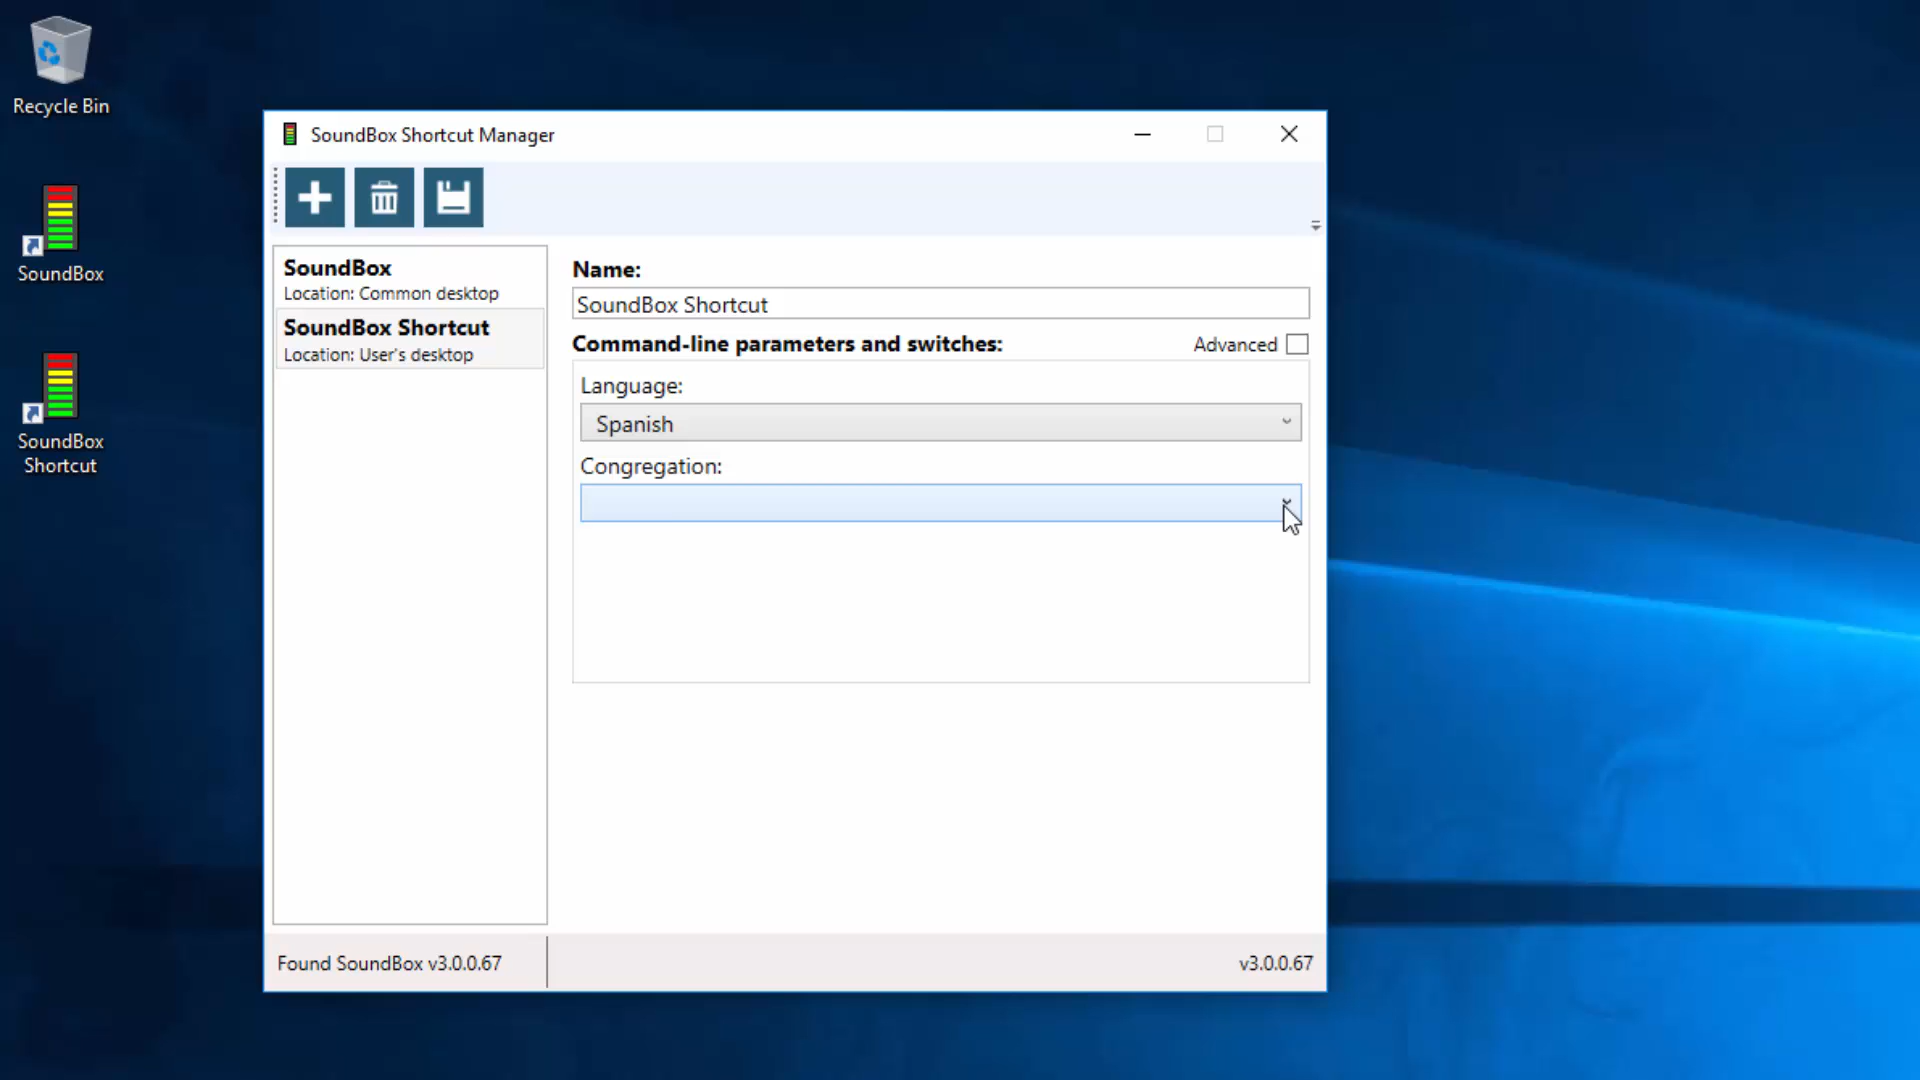 Recycle Bin
SoundBox
SoundBox
Shortcut
SoundBox Shortcut Manager
SoundBox
Location: Common desktop
SoundBox Shortcut
Location: User's desktop
Name:
SoundBox Shortcut
Command-line parameters and switches:
Advanced
Language:
Spanish
Congregation:
Found SoundBox v3.0.0.67
v3.0.0.67